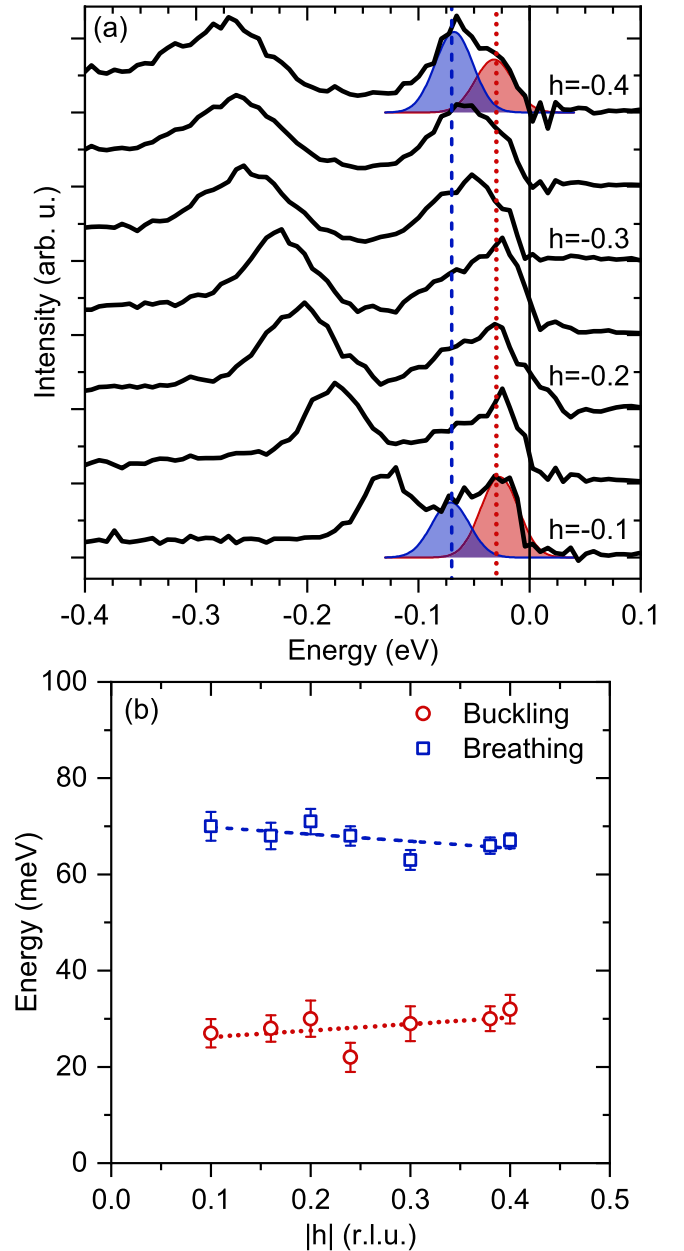 (a)
h=-0.4
h=-0.3
h=-0.2
h=-0.1
Intensity (arb. u.)
-0.4 -0.3 -0.2 -0.1 0.0 0.1
Energy (eV)
(b)
Buckling
Breathing
100
80
60
40
20
0
Energy (meV)
0.0 0.1 0.2 0.3 0.4 0.5
|h| (r.l.u.)